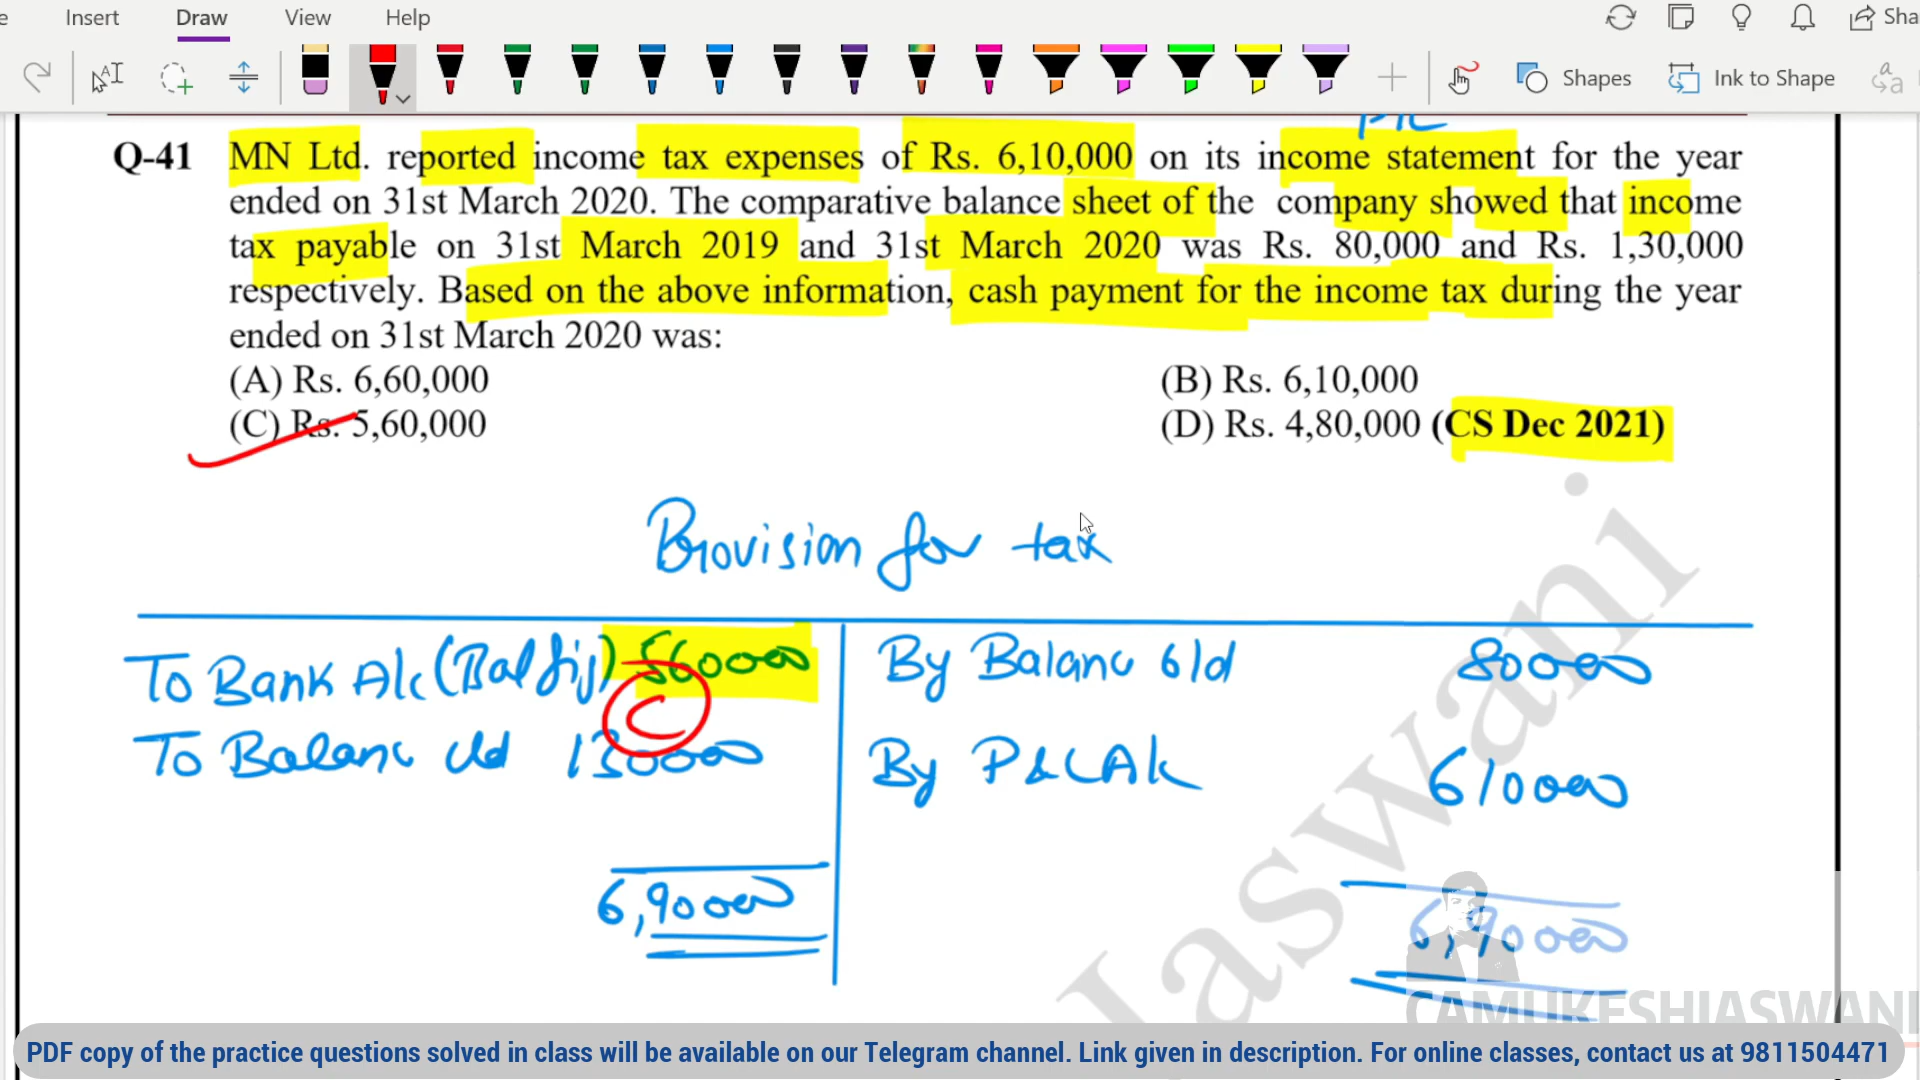 Insert Draw View Help Sha
Shapes Ink to Shape
Q-41 MN Ltd. reported income tax expenses of Rs. 6,10,000 on its income statement for the year
ended on 31st March 2020. The comparative balance sheet of the company showed that income
tax payable on 31st March 2019 and 31st March 2020 was Rs. 80,000 and Rs. 1,30,000
respectively. Based on the above information, cash payment for the income tax during the year
ended on 31st March 2020 was:
(A) Rs. 6,60,000 (B) Rs. 6,10,000
(C) Rs. 5,60,000 (D) Rs. 4,80,000 (CS Dec 2021)
Provision for tax
To Bank A/c (Bal fig) 560000 By Balanc b/d 80000
C
To Balanc c/d 130000 By P&L A/c 610000
6,90000 6,90000
Jaswani
CAMUKESHJASWANI
PDF copy of the practice questions solved in class will be available on our Telegram channel. Link given in description. For online classes, contact us at 9811504471